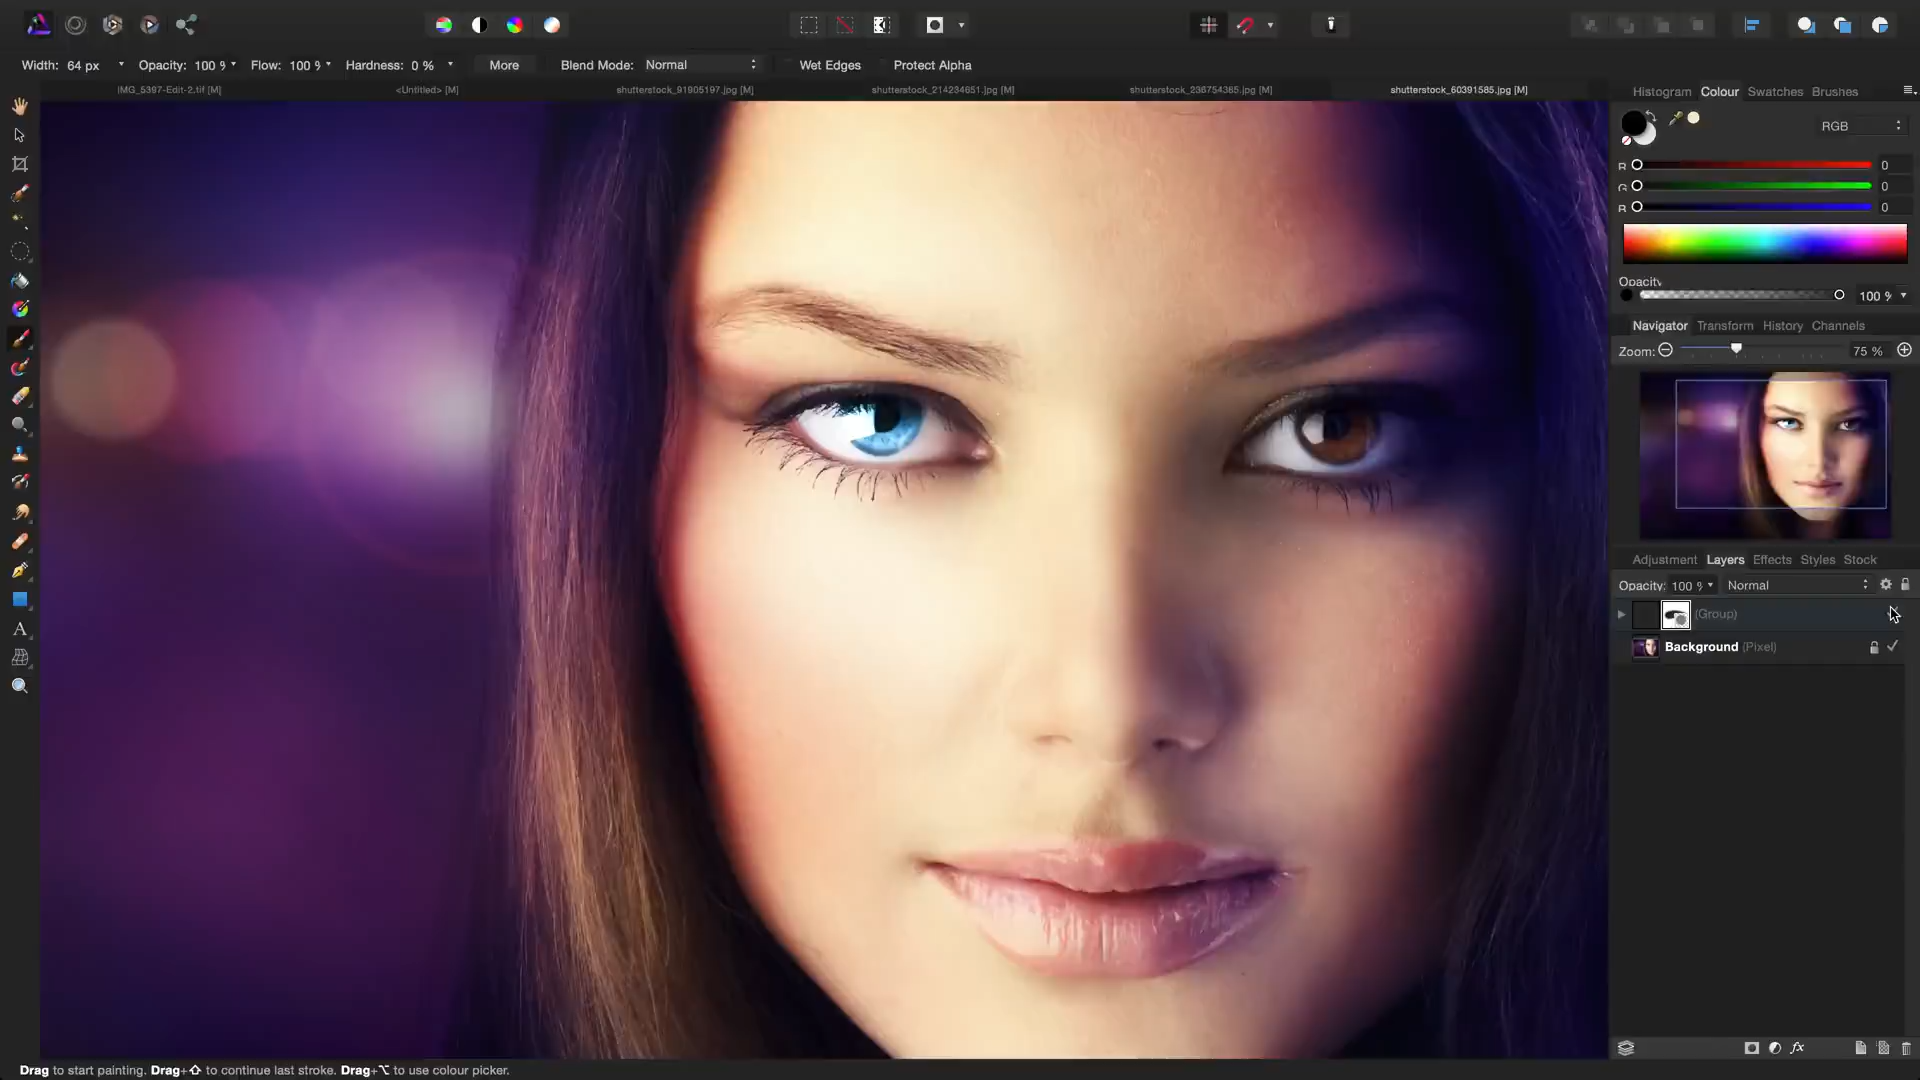 Width: 64 px Opacity: 100 % Flow: 100 % Hardness: 0 % More Blend Mode: Normal Wet Edges Protect Alpha
IMG_5397-Edit-2.tif [M] <Untitled> [M] shutterstock_91905197.jpg [M] shutterstock_214234651.jpg [M] shutterstock_236754365.jpg [M] shutterstock_60391585.jpg [M]
Histogram Colour Swatches Brushes
RGB
R 0
G 0
B 0
Opacity
100 %
Navigator Transform History Channels
Zoom: 75 %
Adjustment Layers Effects Styles Stock
Opacity: 100 % Normal
(Group)
Background (Pixel)
A
fx
Drag to start painting. Drag+⇧ to continue last stroke. Drag+⌥ to use colour picker.